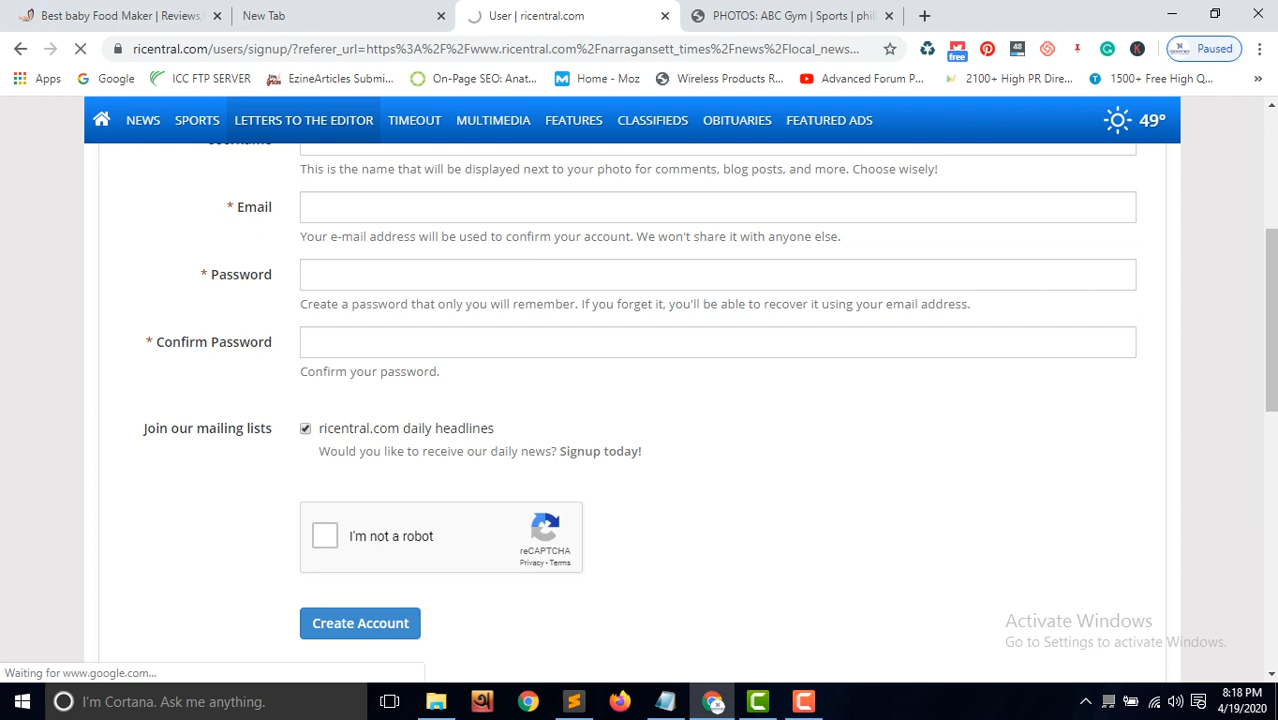 Best baby Food Maker | Reviews, New Tab User | ricentral.com PHOTOS: ABC Gym | Sports | phil
ricentral.com/users/signup/?referer_url=https%3A%2F%2Fwww.ricentral.com%2Fnarragansett_times%2Fnews%2Flocal_news... 48 free Paused
Apps Google ICC FTP SERVER EzineArticles Submi... On-Page SEO: Anat... Home - Moz Wireless Products R... Advanced Forum P... 2100+ High PR Dire... 1500+ Free High Q... »
NEWS SPORTS LETTERS TO THE EDITOR TIMEOUT MULTIMEDIA FEATURES CLASSIFIEDS OBITUARIES FEATURED ADS 49°
This is the name that will be displayed next to your photo for comments, blog posts, and more. Choose wisely!
* Email
Your e-mail address will be used to confirm your account. We won't share it with anyone else.
* Password
Create a password that only you will remember. If you forget it, you'll be able to recover it using your email address.
* Confirm Password
Confirm your password.
Join our mailing lists ricentral.com daily headlines
Would you like to receive our daily news? Signup today!
I'm not a robot
reCAPTCHA
Privacy - Terms
Create Account
Activate Windows
Go to Settings to activate Windows.
Waiting for www.google.com...
I'm Cortana. Ask me anything. 8:18 PM
4/19/2020